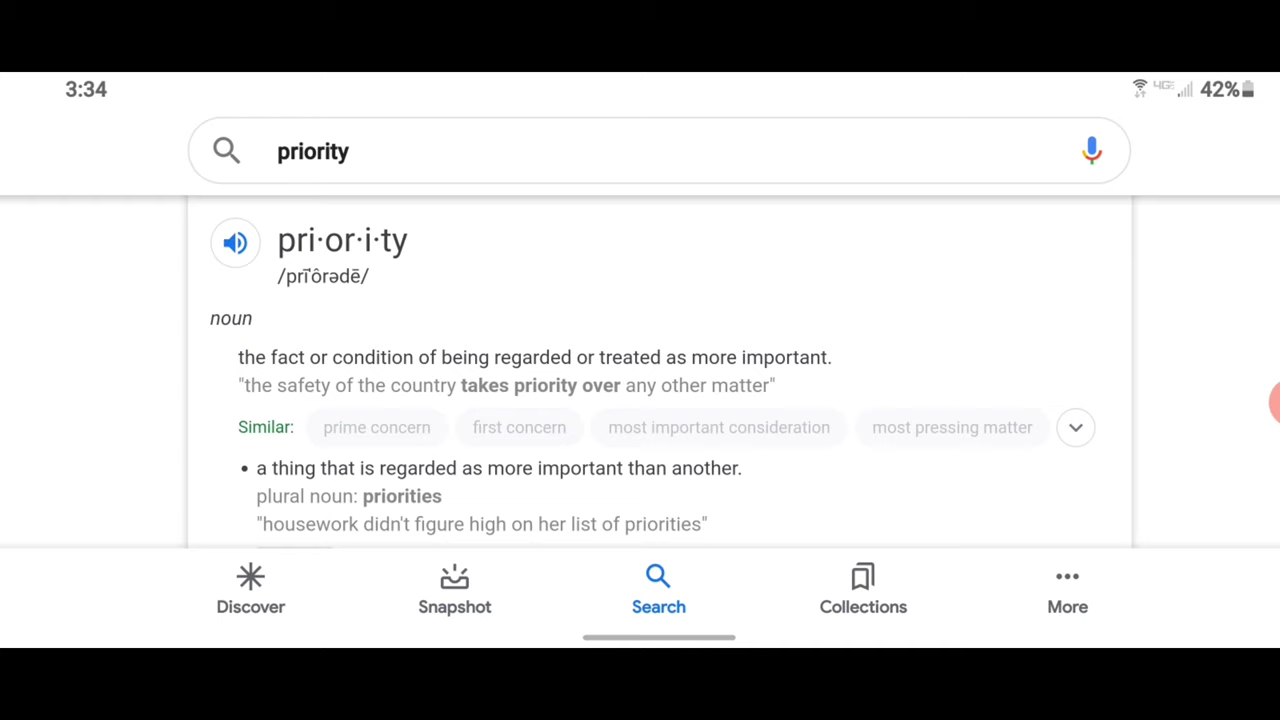 3:34 4GE 42%
priority
pri·or·i·ty
/prīˈôrədē/
noun
the fact or condition of being regarded or treated as more important.
"the safety of the country takes priority over any other matter"
Similar: prime concern first concern most important consideration most pressing matter
• a thing that is regarded as more important than another.
plural noun: priorities
"housework didn't figure high on her list of priorities"
Discover Snapshot Search Collections More